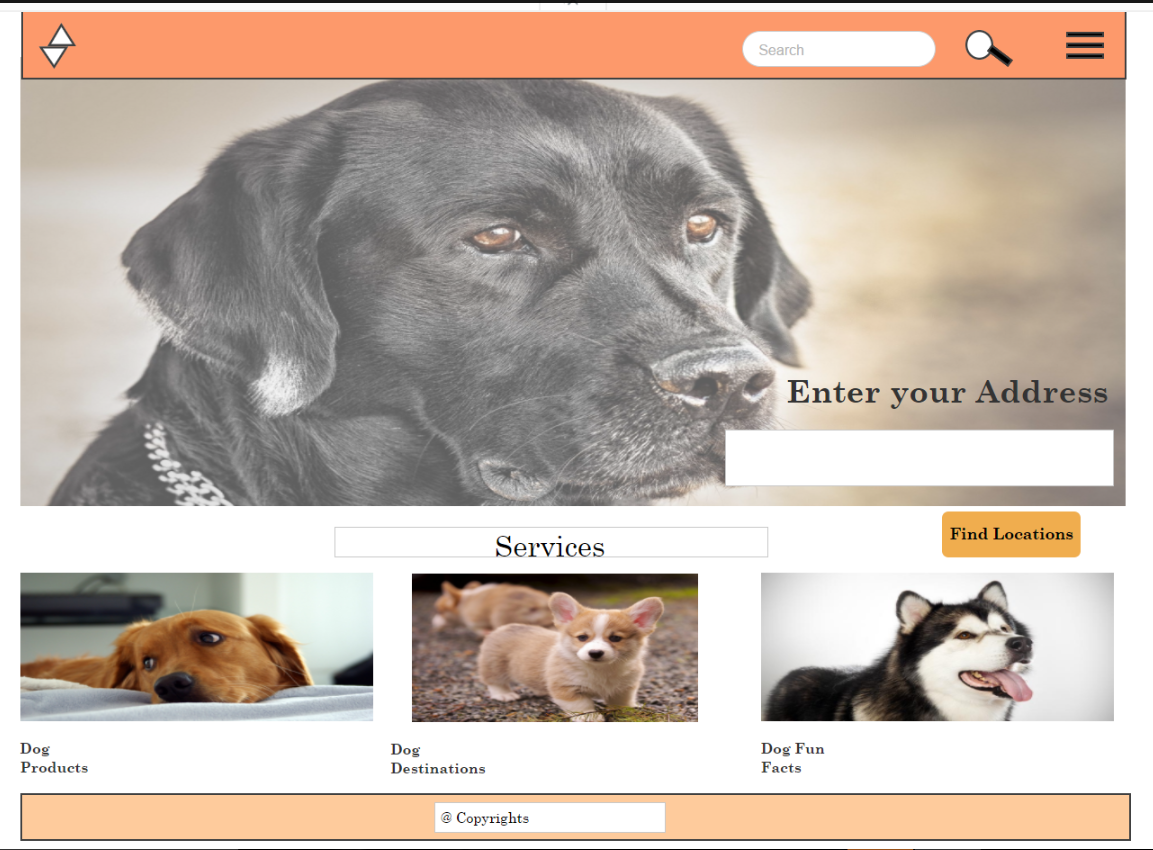 Search
Enter your Address
Find Locations
Services
Dog
Products
Dog
Destinations
Dog Fun
Facts
@ Copyrights